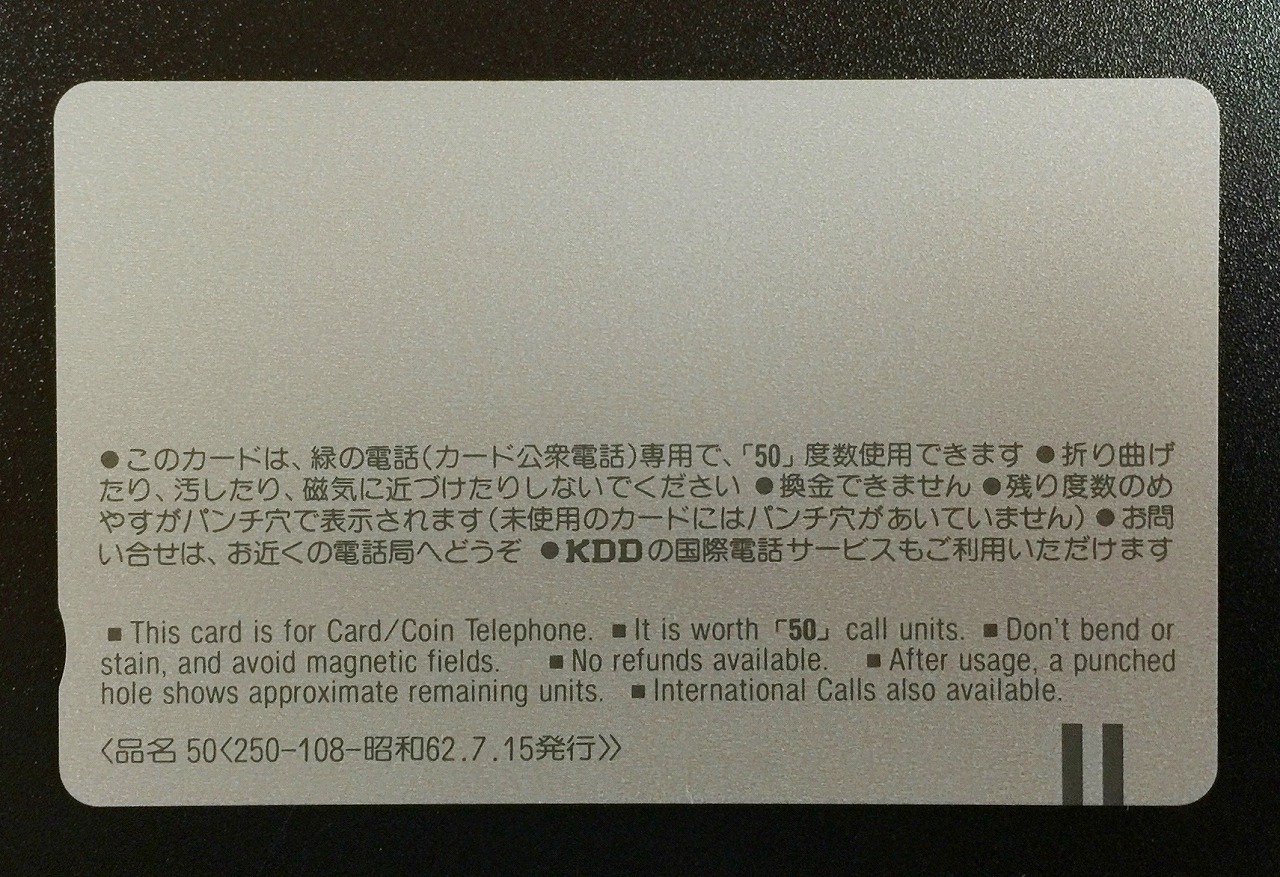 ●このカードは、緑の電話(カード公衆電話)専用で、「50」度数使用できます ●折り曲げ
たり、汚したり、磁気に近づけたりしないでください ●換金できません ●残り度数のめ
やすがパンチ穴で表示されます(未使用のカードにはパンチ穴があいていません) ●お問
い合せは、お近くの電話局へどうぞ ●KDDの国際電話サービスもご利用いただけます
■This card is for Card/Coin Telephone. ■It is worth「50」call units. ■Don't bend or
stain, and avoid magnetic fields. ■No refunds available. ■After usage, a punched
hole shows approximate remaining units. ■International Calls also available.
〈品名 50〈250-108-昭和62.7.15発行〉〉